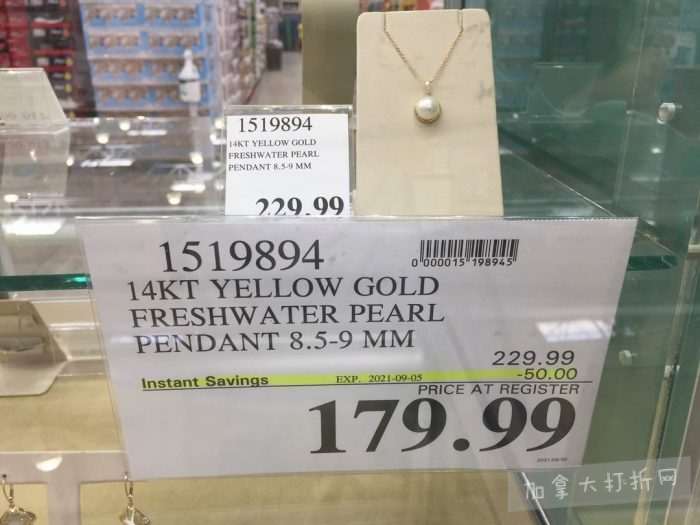 1519894
14KT YELLOW GOLD
FRESHWATER PEARL
PENDANT 8.5-9 MM
229.99
1519894
0 000015 198945
14KT YELLOW GOLD
FRESHWATER PEARL
PENDANT 8.5-9 MM
229.99
Instant Savings EXP. 2021-09-05 -50.00
PRICE AT REGISTER
179.99
加拿大打折网